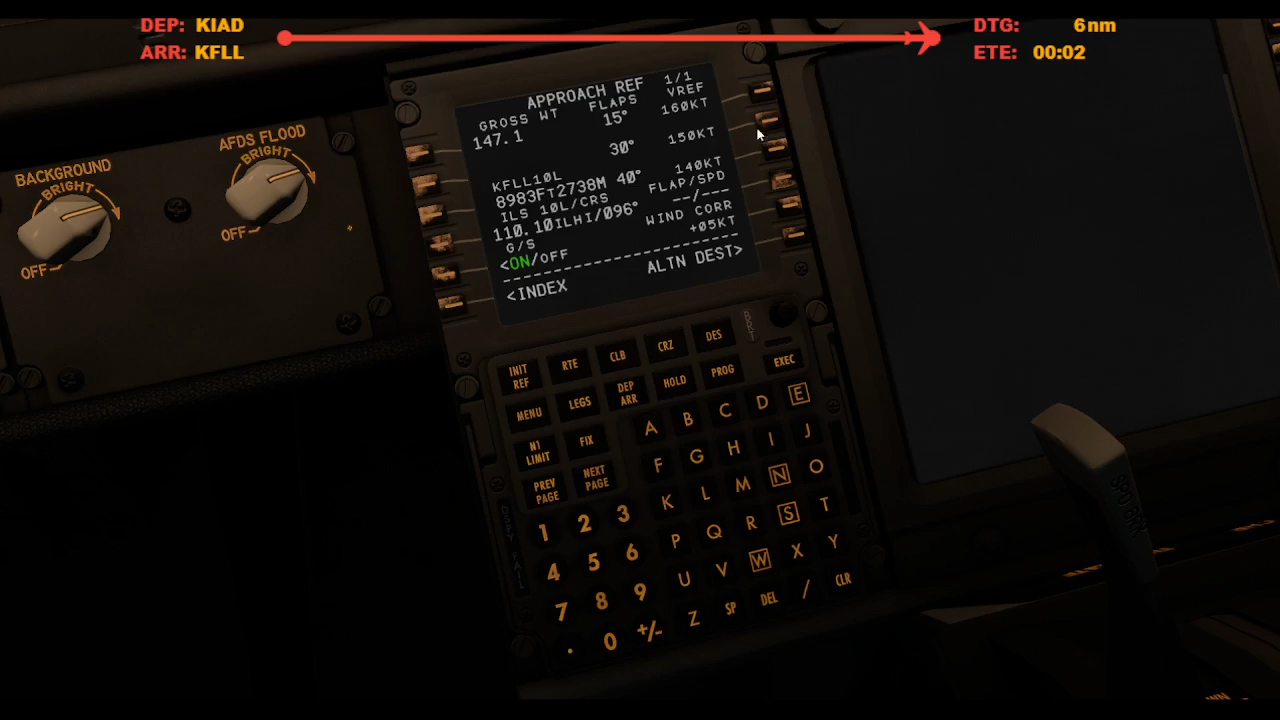 DEP: KIAD
ARR: KFLL
DTG: 6nm
ETE: 00:02
BACKGROUND
BRIGHT
OFF
AFDS FLOOD
BRIGHT
OFF
APPROACH REF 1/1
GROSS WT FLAPS VREF
147.1 15° 160KT
30° 150KT
KFLL10L
8983FT2738M 40° 140KT
ILS 10L/CRS FLAP/SPD
110.10ILHI/096° --/---
G/S WIND CORR
<ON/OFF +05KT
--------------------
<INDEX ALTN DEST>
INIT REF RTE CLB CRZ DES
MENU LEGS DEP ARR HOLD PROG EXEC
N1 LIMIT FIX
PREV PAGE NEXT PAGE
A B C D E
F G H I J
K L M N O
P Q R S T
U V W X Y
Z SP DEL / CLR
1 2 3
4 5 6
7 8 9
. 0 +/-
SPD BRK